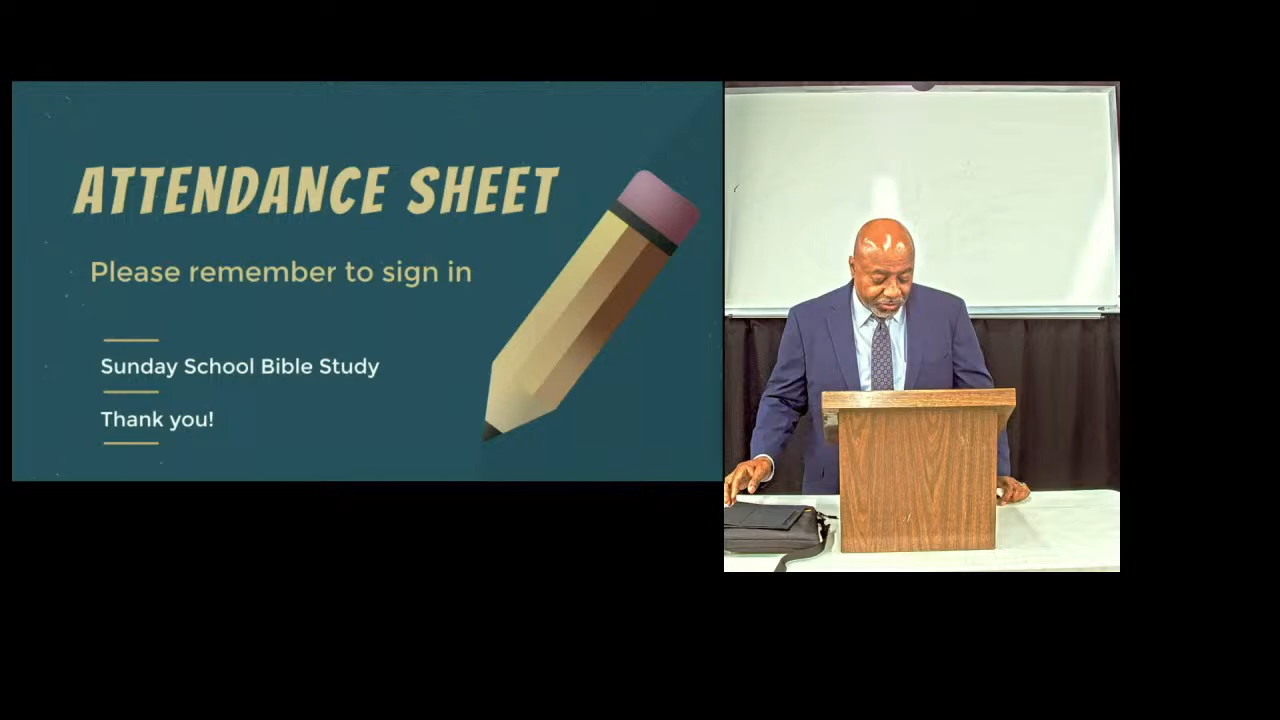 ATTENDANCE SHEET
Please remember to sign in
Sunday School Bible Study
Thank you!